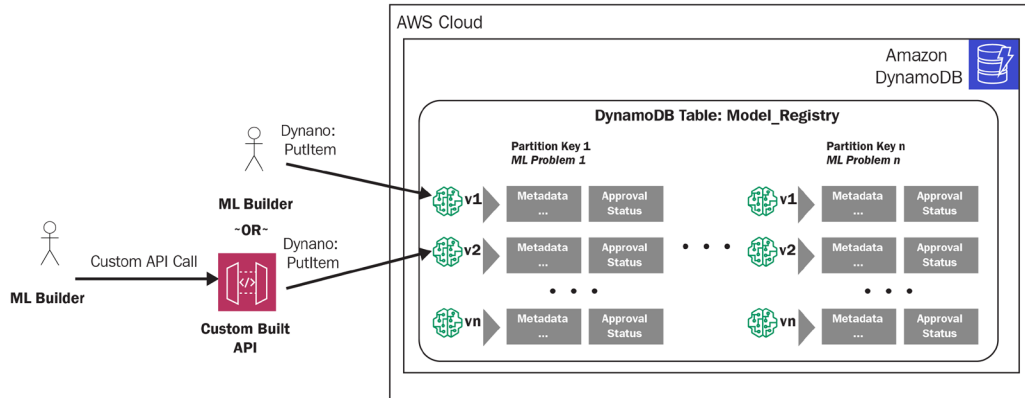 AWS Cloud
Amazon
DynamoDB
DynamoDB Table: Model_Registry
Dynano:
PutItem
Partition Key 1
ML Problem 1
Partition Key n
ML Problem n
ML Builder
~OR~
v1
Metadata
...
Approval
Status
v1
Metadata
...
Approval
Status
Dynano:
PutItem
v2
Metadata
...
Approval
Status
• • •
v2
Metadata
...
Approval
Status
Custom API Call
ML Builder
• • •
• • •
Custom Built
API
vn
Metadata
...
Approval
Status
vn
Metadata
...
Approval
Status